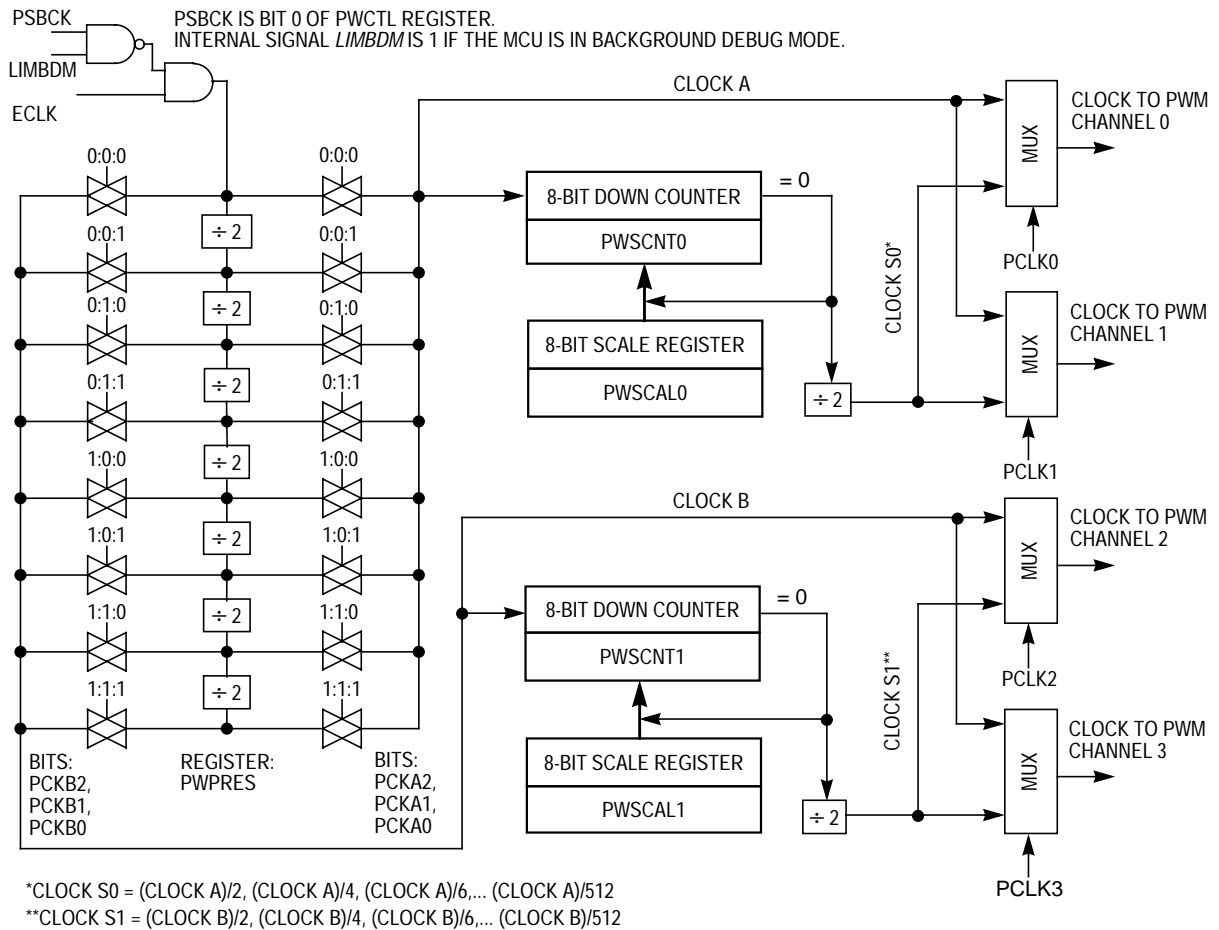 PSBCK
PSBCK IS BIT 0 OF PWCTL REGISTER.
INTERNAL SIGNAL LIMBDM IS 1 IF THE MCU IS IN BACKGROUND DEBUG MODE.
LIMBDM
ECLK
CLOCK A
CLOCK TO PWM
CHANNEL 0
MUX
PCLK0
0:0:0
0:0:0
÷ 2
0:0:1
0:0:1
÷ 2
0:1:0
0:1:0
÷ 2
0:1:1
0:1:1
÷ 2
1:0:0
1:0:0
÷ 2
1:0:1
1:0:1
÷ 2
1:1:0
1:1:0
÷ 2
1:1:1
1:1:1
8-BIT DOWN COUNTER
= 0
PWSCNT0
8-BIT SCALE REGISTER
PWSCAL0
÷ 2
CLOCK S0*
CLOCK TO PWM
CHANNEL 1
MUX
PCLK1
CLOCK B
CLOCK TO PWM
CHANNEL 2
MUX
PCLK2
8-BIT DOWN COUNTER
= 0
PWSCNT1
8-BIT SCALE REGISTER
PWSCAL1
÷ 2
CLOCK S1**
CLOCK TO PWM
CHANNEL 3
MUX
PCLK3
BITS:
PCKB2,
PCKB1,
PCKB0
REGISTER:
PWPRES
BITS:
PCKA2,
PCKA1,
PCKA0
*CLOCK S0 = (CLOCK A)/2, (CLOCK A)/4, (CLOCK A)/6,... (CLOCK A)/512
**CLOCK S1 = (CLOCK B)/2, (CLOCK B)/4, (CLOCK B)/6,... (CLOCK B)/512